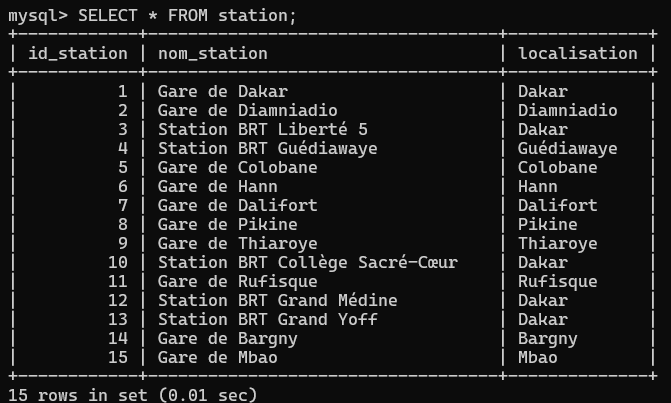 mysql> SELECT * FROM station;
+------------+----------------------------------+--------------+
| id_station | nom_station                      | localisation |
+------------+----------------------------------+--------------+
|          1 | Gare de Dakar                    | Dakar        |
|          2 | Gare de Diamniadio               | Diamniadio   |
|          3 | Station BRT Liberté 5            | Dakar        |
|          4 | Station BRT Guédiawaye           | Guédiawaye   |
|          5 | Gare de Colobane                 | Colobane     |
|          6 | Gare de Hann                     | Hann         |
|          7 | Gare de Dalifort                 | Dalifort     |
|          8 | Gare de Pikine                   | Pikine       |
|          9 | Gare de Thiaroye                 | Thiaroye     |
|         10 | Station BRT Collège Sacré-Cœur   | Dakar        |
|         11 | Gare de Rufisque                 | Rufisque     |
|         12 | Station BRT Grand Médine         | Dakar        |
|         13 | Station BRT Grand Yoff           | Dakar        |
|         14 | Gare de Bargny                   | Bargny       |
|         15 | Gare de Mbao                     | Mbao         |
+------------+----------------------------------+--------------+
15 rows in set (0.01 sec)